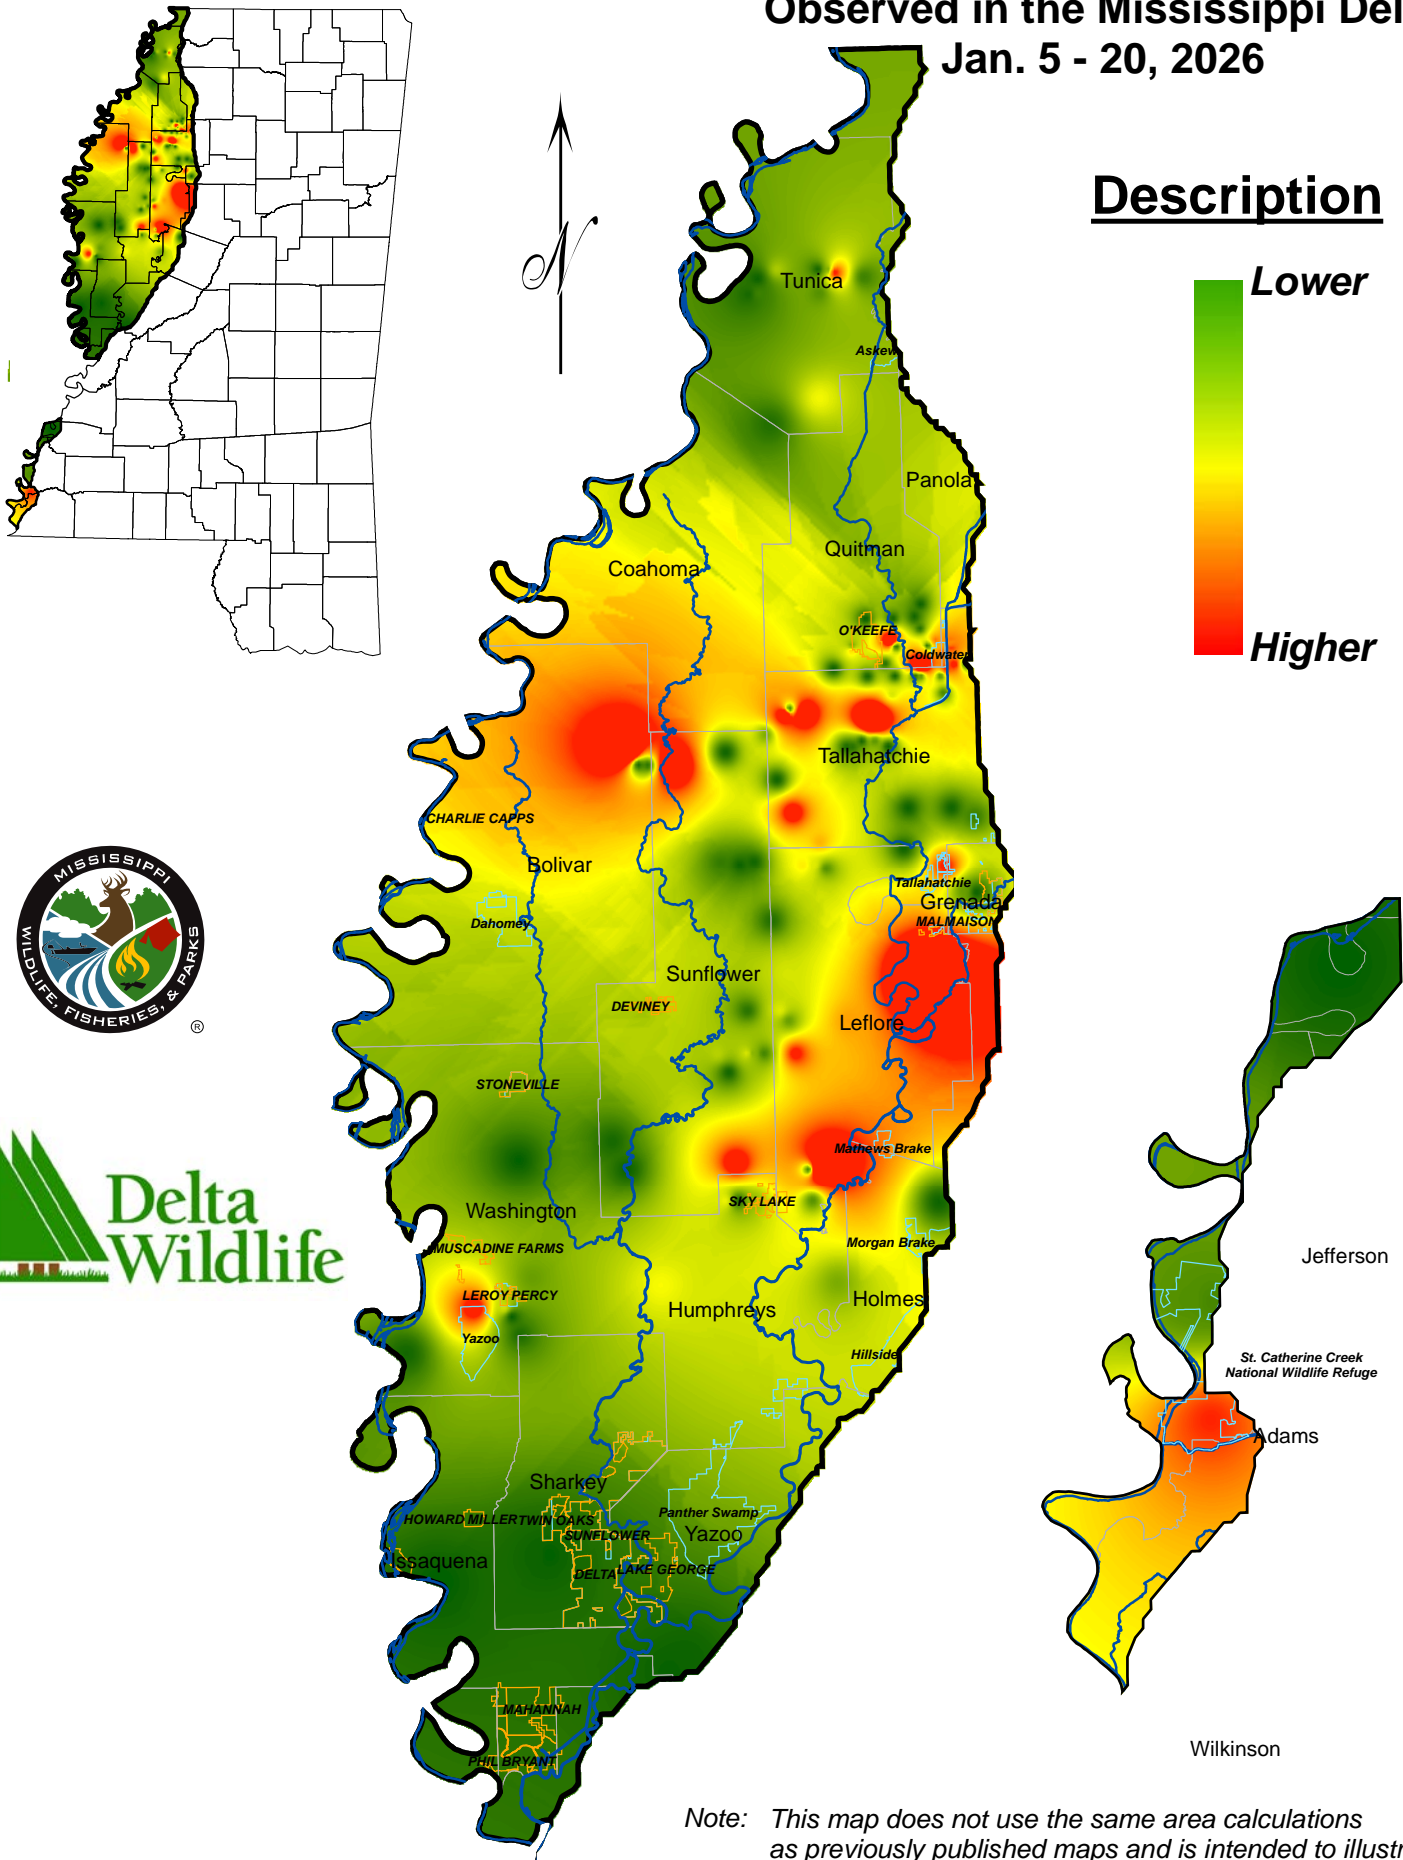 Observed in the Mississippi Del
Jan. 5 - 20, 2026
Description
Lower
Higher
N
Tunica
Askew
Panola
Quitman
Coahoma
O'KEEFE
Coldwater
Tallahatchie
CHARLIE CAPPS
Bolivar
Tallahatchie
Grenada
MALMAISON
Dahomey
Sunflower
DEVINEY
Leflore
STONEVILLE
Mathews Brake
SKY LAKE
Washington
Morgan Brake
MUSCADINE FARMS
LEROY PERCY
Humphreys
Holmes
Yazoo
Hillside
Sharkey
HOWARD MILLER
TWIN OAKS
SUNFLOWER
Panther Swamp
Yazoo
Issaquena
DELTA
LAKE GEORGE
MAHANNAH
PHIL BRYANT
Jefferson
St. Catherine Creek
National Wildlife Refuge
Adams
Wilkinson
MISSISSIPPI
WILDLIFE, FISHERIES, & PARKS
®
Delta
Wildlife
Note: This map does not use the same area calculations
as previously published maps and is intended to illustr